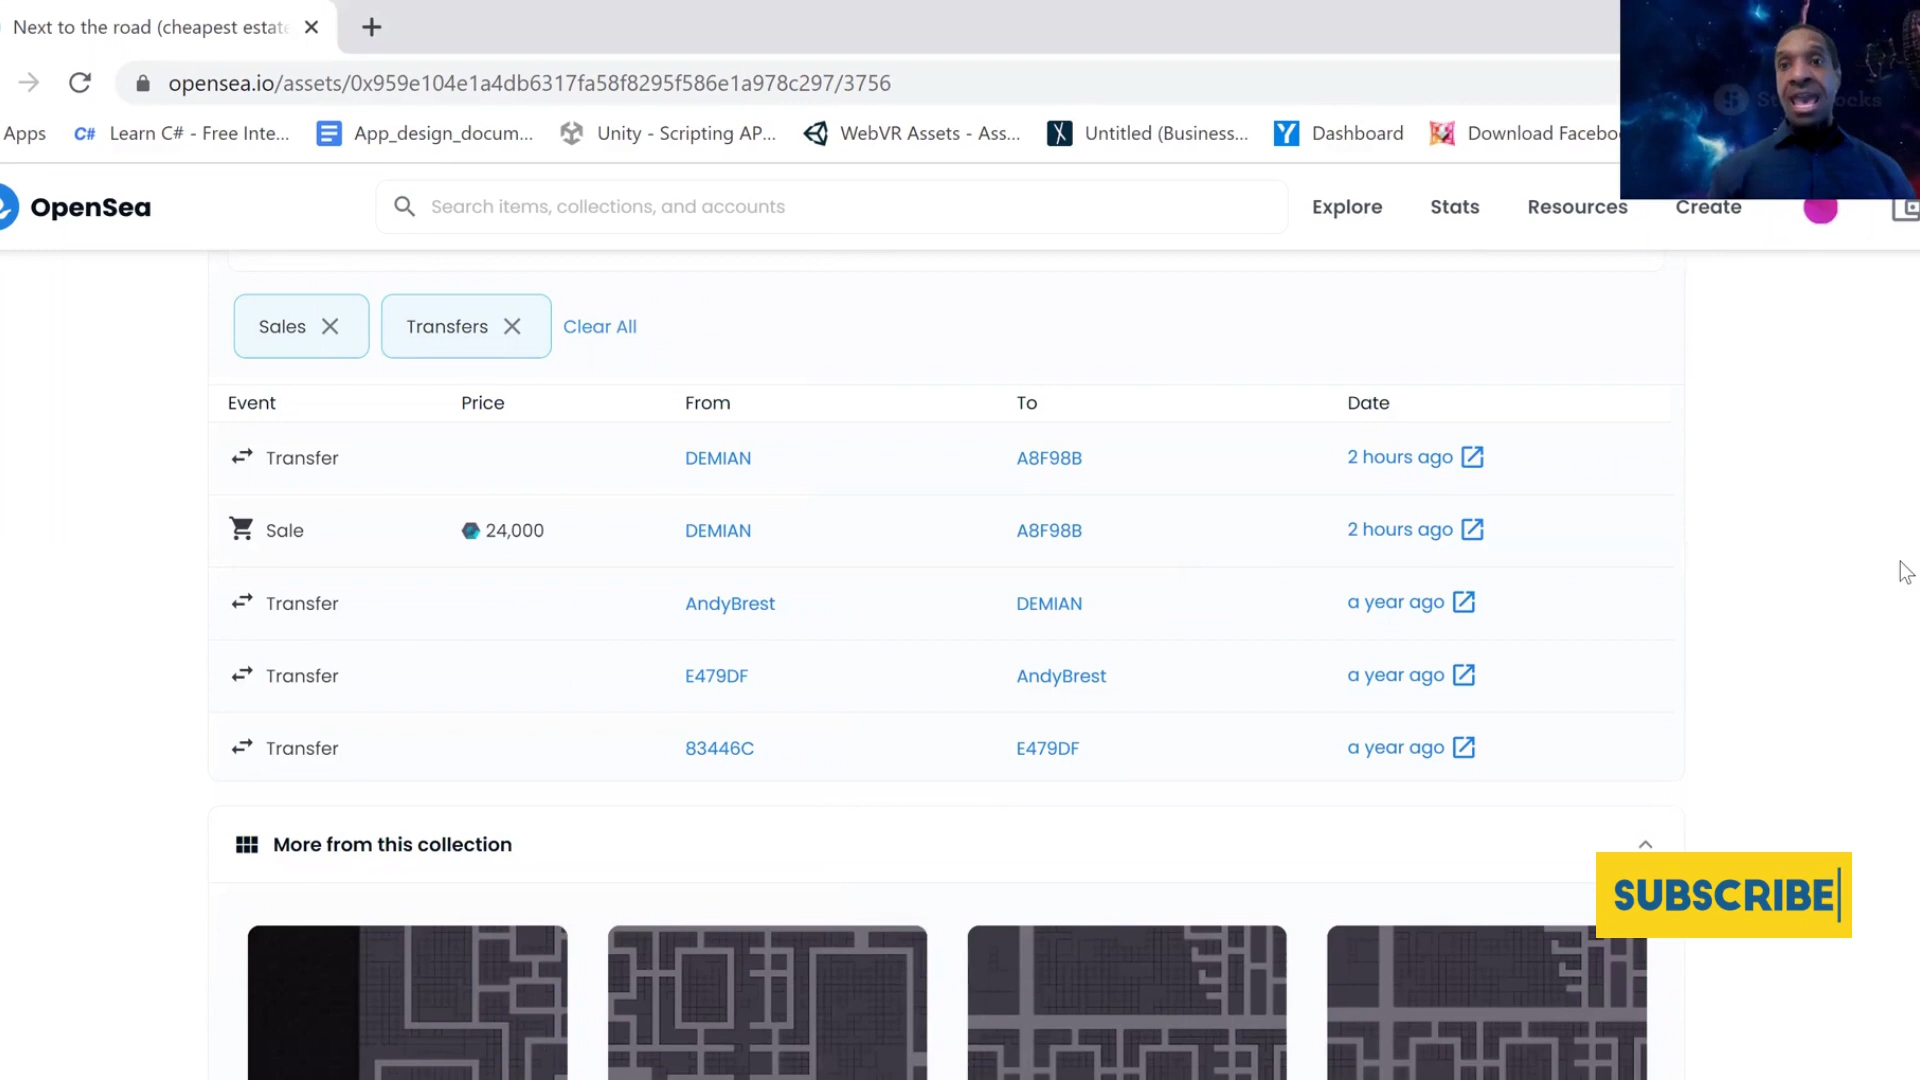 Next to the road (cheapest estate
opensea.io/assets/0x959e104e1a4db6317fa58f8295f586e1a978c297/3756
Apps C# Learn C# - Free Inte... App_design_docum... Unity - Scripting AP... WebVR Assets - Ass... Untitled (Business... Dashboard Download Facebo
OpenSea Search items, collections, and accounts Explore Stats Resources Create
Sales Transfers Clear All
Event Price From To Date
Transfer DEMIAN A8F98B 2 hours ago
Sale 24,000 DEMIAN A8F98B 2 hours ago
Transfer AndyBrest DEMIAN a year ago
Transfer E479DF AndyBrest a year ago
Transfer 83446C E479DF a year ago
More from this collection
SUBSCRIBE